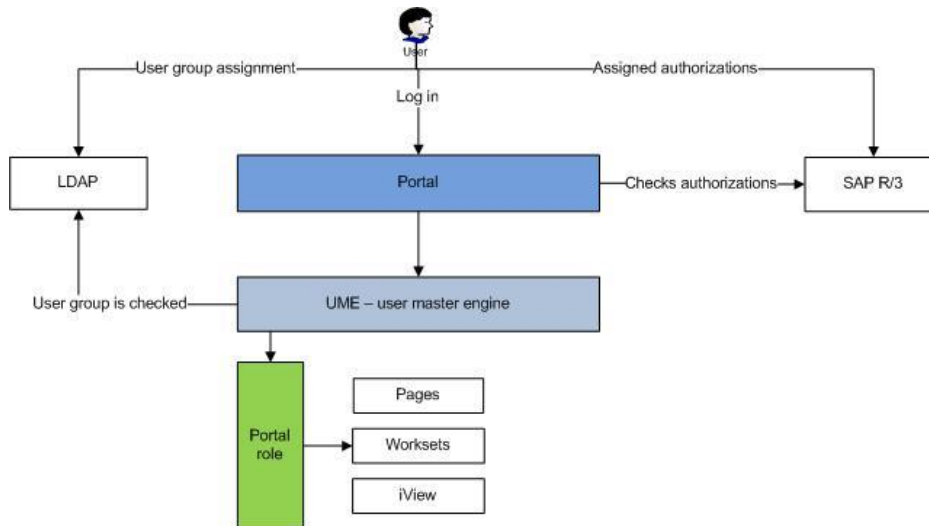 User
User group assignment
Assigned authorizations
Log in
LDAP
Portal
Checks authorizations
SAP R/3
User group is checked
UME – user master engine
Portal
role
Pages
Worksets
iView